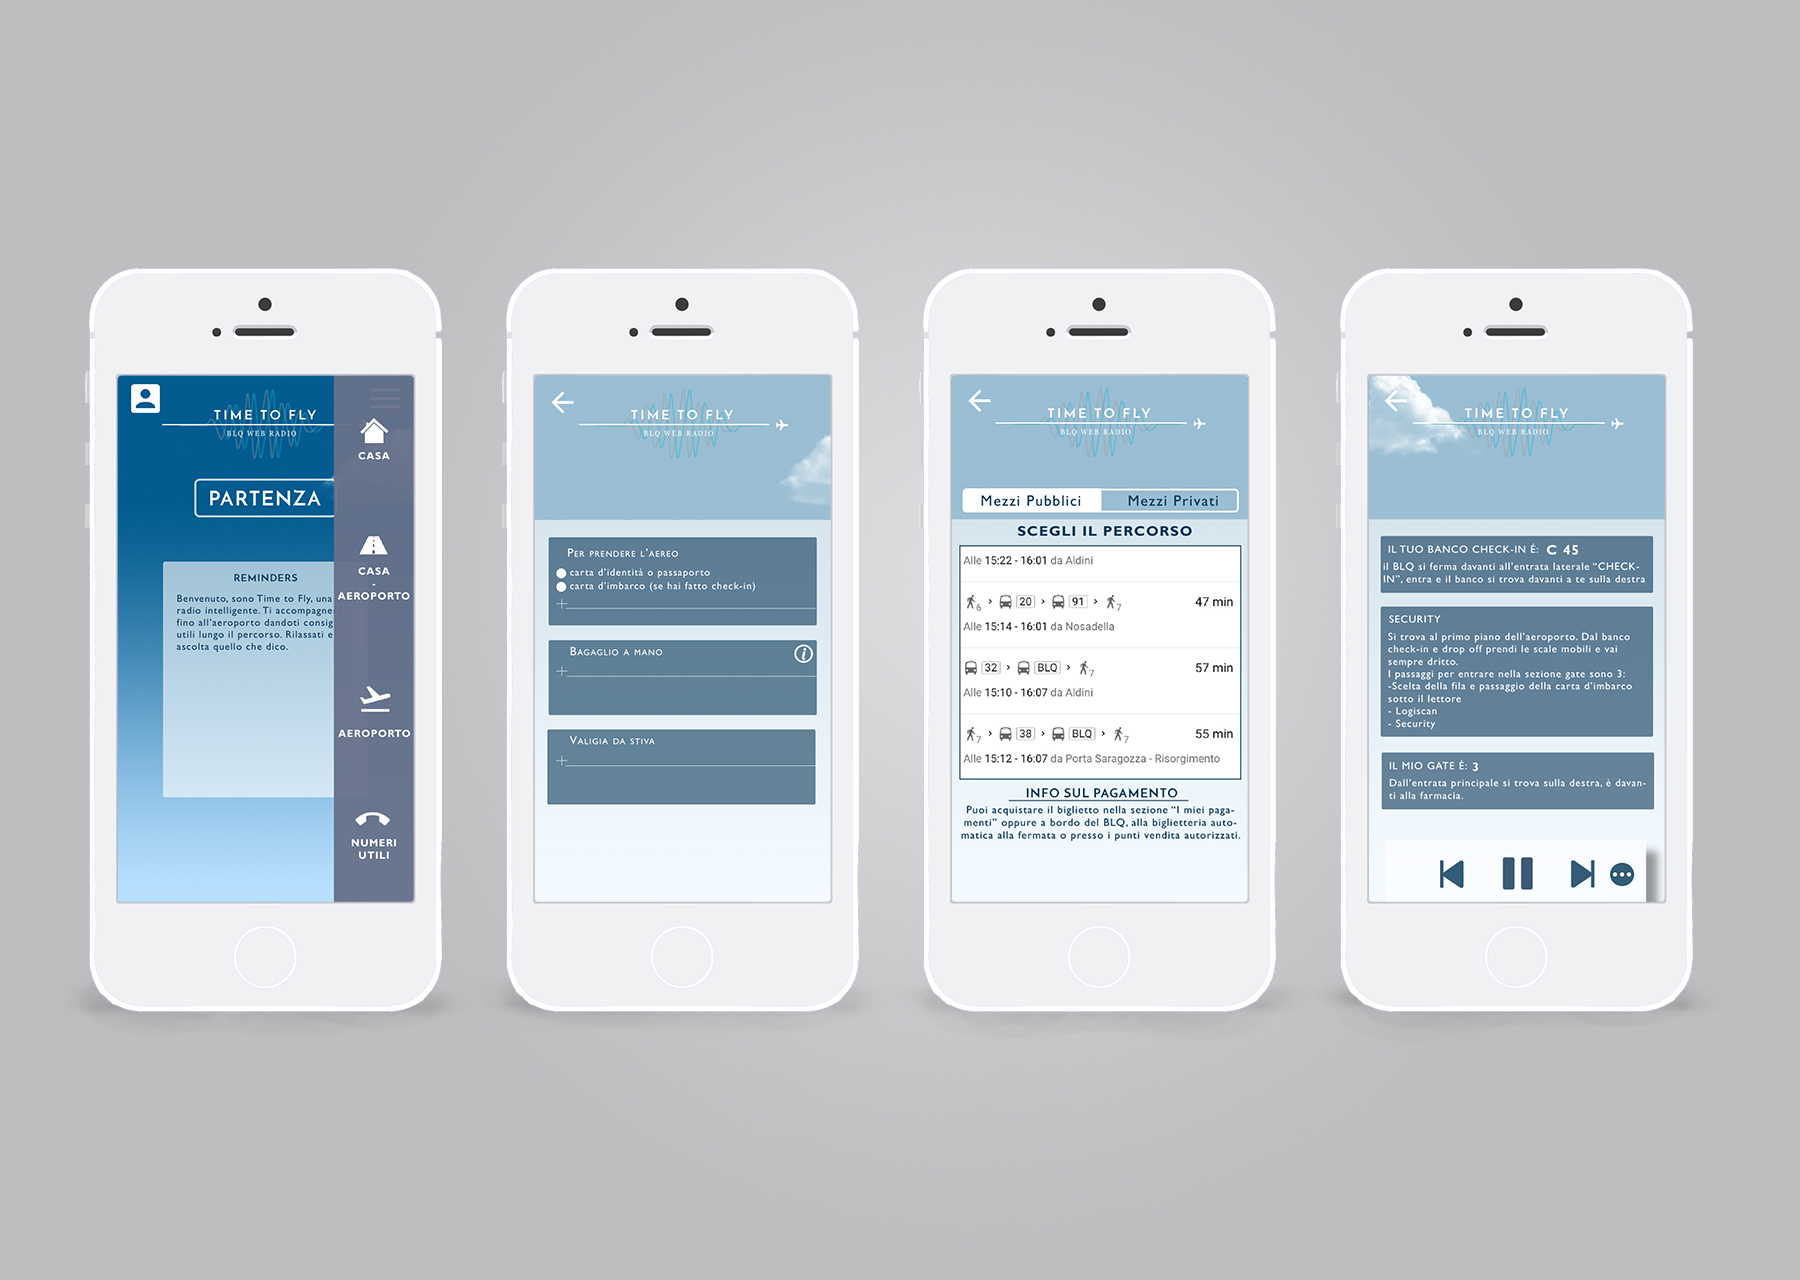 TIME TO FLY
BLQ WEB RADIO
PARTENZA
REMINDERS
Benvenuto, sono Time to Fly, una
radio intelligente. Ti accompagne
fino all'aeroporto dandoti consig
utili lungo il percorso. Rilassati e
ascolta quello che dico.
CASA
CASA
-
AEROPORTO
AEROPORTO
NUMERI
UTILI
TIME TO FLY
BLQ WEB RADIO
PER PRENDERE L'AEREO
carta d'identità o passaporto
carta d'imbarco (se hai fatto check-in)
+
BAGAGLIO A MANO
+
VALIGIA DA STIVA
+
TIME TO FLY
BLQ WEB RADIO
Mezzi Pubblici Mezzi Privati
SCEGLI IL PERCORSO
Alle 15:22 - 16:01 da Aldini
6 › 20 › 91 › 7 47 min
Alle 15:14 - 16:01 da Nosadella
32 › BLQ › 7 57 min
Alle 15:10 - 16:07 da Aldini
7 › 38 › BLQ › 7 55 min
Alle 15:12 - 16:07 da Porta Saragozza - Risorgimento
INFO SUL PAGAMENTO
Puoi acquistare il biglietto nella sezione "I miei paga-
menti" oppure a bordo del BLQ, alla biglietteria auto-
matica alla fermata o presso i punti vendita autorizzati.
TIME TO FLY
BLQ WEB RADIO
IL TUO BANCO CHECK-IN É: C 45
il BLQ si ferma davanti all'entrata laterale "CHECK-
IN", entra e il banco si trova davanti a te sulla destra
SECURITY
Si trova al primo piano dell'aeroporto. Dal banco
check-in e drop off prendi le scale mobili e vai
sempre dritto.
I passaggi per entrare nella sezione gate sono 3:
-Scelta della fila e passaggio della carta d'imbarco
sotto il lettore
- Logiscan
- Security
IL MIO GATE É: 3
Dall'entrata principale si trova sulla destra, è davan-
ti alla farmacia.